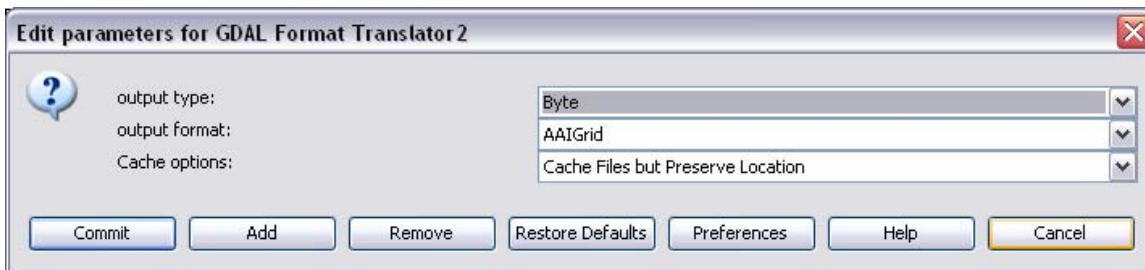 Edit parameters for GDAL Format Translator2
output type: Byte
output format: AAIGrid
Cache options: Cache Files but Preserve Location
Commit Add Remove Restore Defaults Preferences Help Cancel